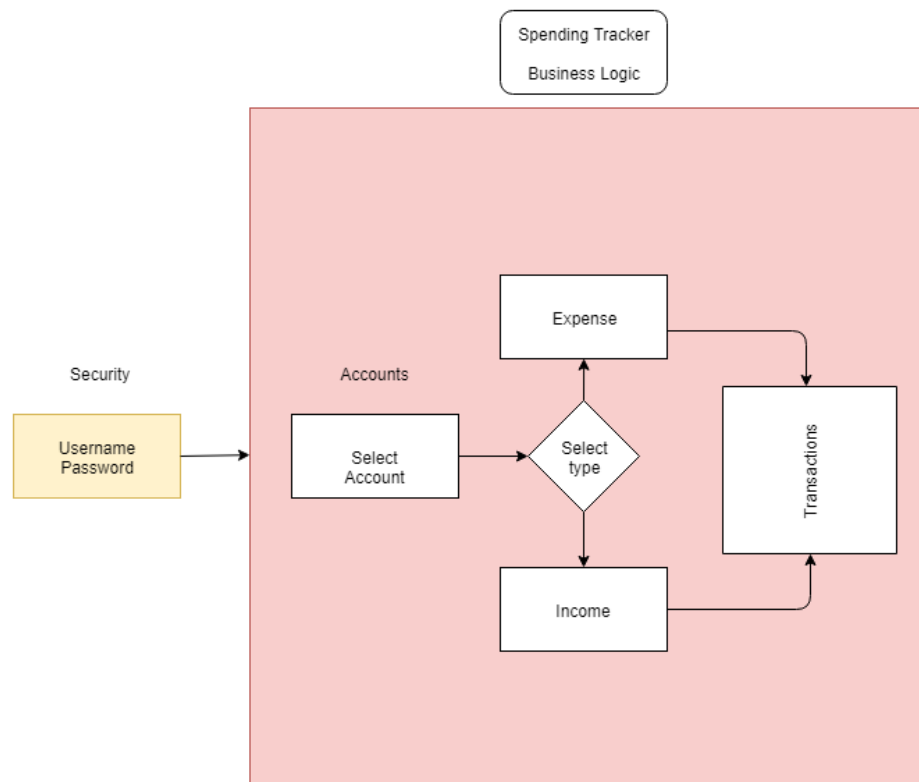 Spending Tracker
Business Logic
Expense
Security
Accounts
Username
Password
Select
Account
Select
type
Transactions
Income